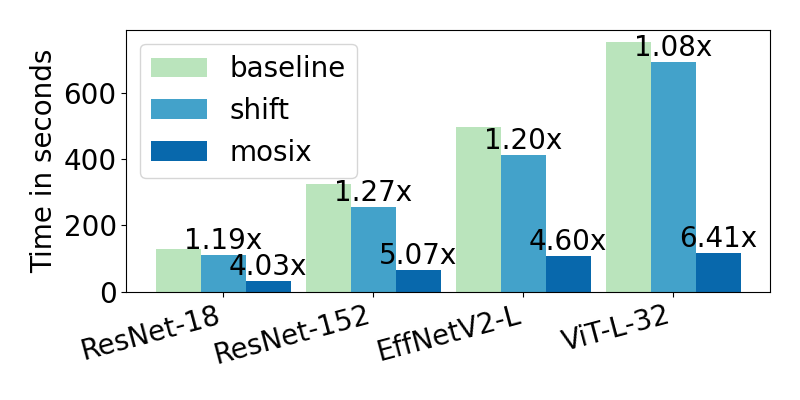 Time in seconds
600
400
200
0
baseline
shift
mosix
1.19x
4.03x
1.27x
5.07x
1.20x
4.60x
1.08x
6.41x
ResNet-18
ResNet-152
EffNetV2-L
ViT-L-32